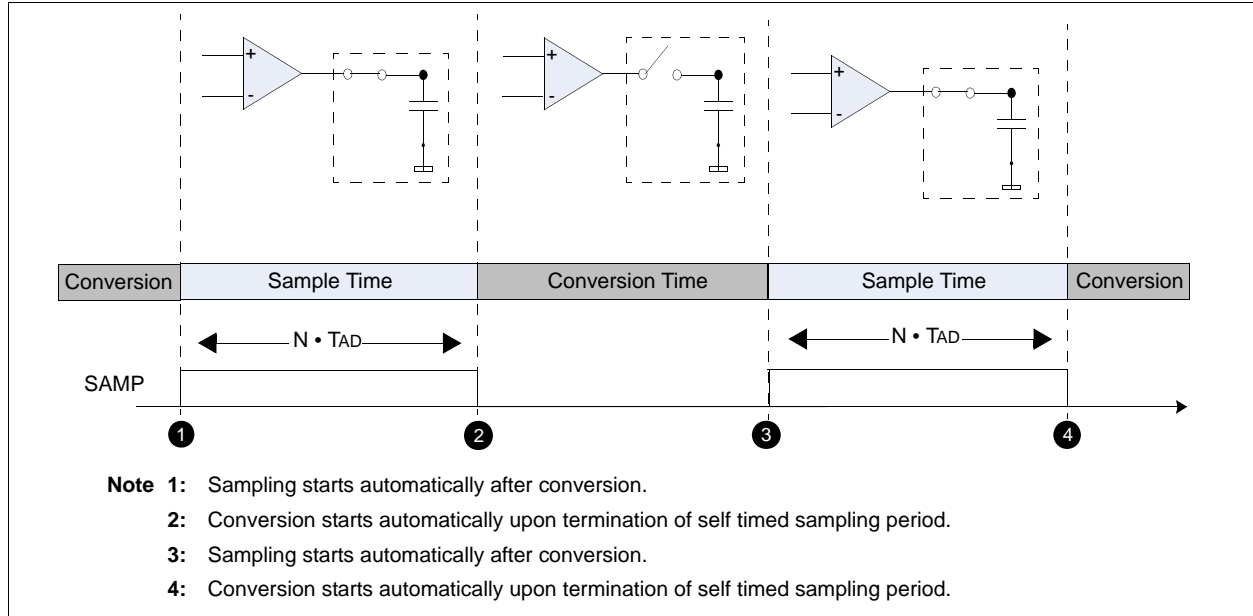 +
-
+
-
+
-
Conversion Sample Time Conversion Time Sample Time Conversion
N • TAD N • TAD
SAMP
1 2 3 4
Note 1: Sampling starts automatically after conversion.
2: Conversion starts automatically upon termination of self timed sampling period.
3: Sampling starts automatically after conversion.
4: Conversion starts automatically upon termination of self timed sampling period.